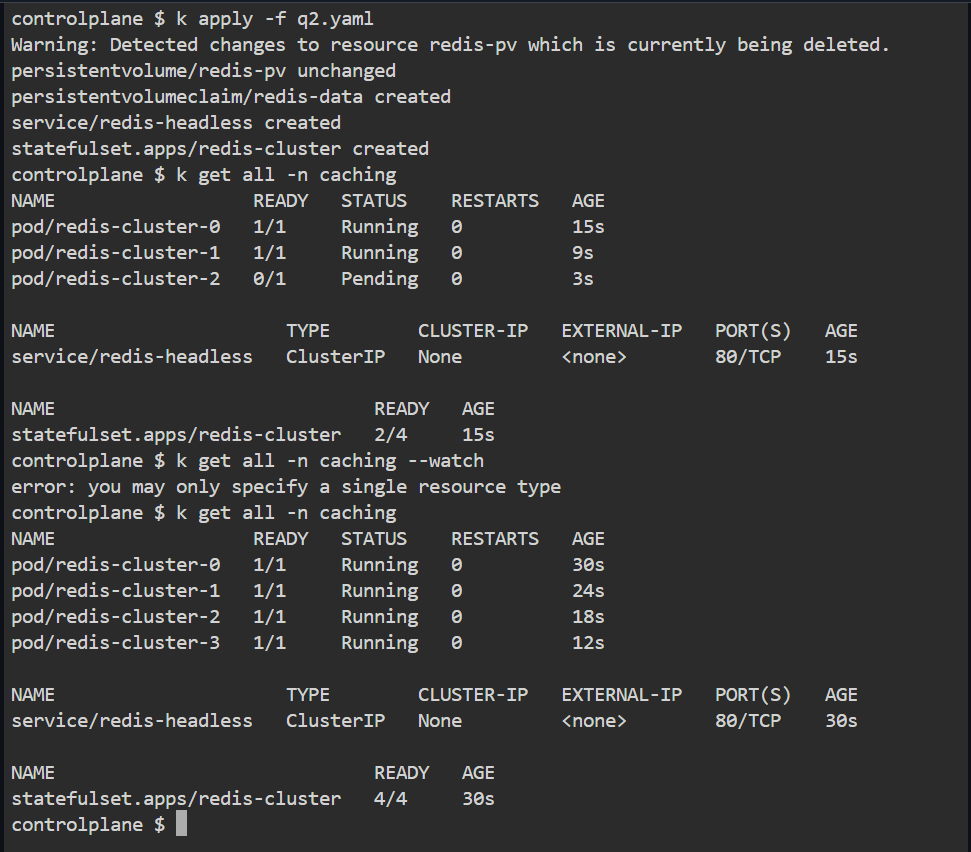 controlplane $ k apply -f q2.yaml
Warning: Detected changes to resource redis-pv which is currently being deleted.
persistentvolume/redis-pv unchanged
persistentvolumeclaim/redis-data created
service/redis-headless created
statefulset.apps/redis-cluster created
controlplane $ k get all -n caching
NAME                  READY   STATUS    RESTARTS   AGE
pod/redis-cluster-0   1/1     Running   0          15s
pod/redis-cluster-1   1/1     Running   0          9s
pod/redis-cluster-2   0/1     Pending   0          3s

NAME                     TYPE        CLUSTER-IP   EXTERNAL-IP   PORT(S)   AGE
service/redis-headless   ClusterIP   None         <none>        80/TCP    15s

NAME                             READY   AGE
statefulset.apps/redis-cluster   2/4     15s
controlplane $ k get all -n caching --watch
error: you may only specify a single resource type
controlplane $ k get all -n caching
NAME                  READY   STATUS    RESTARTS   AGE
pod/redis-cluster-0   1/1     Running   0          30s
pod/redis-cluster-1   1/1     Running   0          24s
pod/redis-cluster-2   1/1     Running   0          18s
pod/redis-cluster-3   1/1     Running   0          12s

NAME                     TYPE        CLUSTER-IP   EXTERNAL-IP   PORT(S)   AGE
service/redis-headless   ClusterIP   None         <none>        80/TCP    30s

NAME                             READY   AGE
statefulset.apps/redis-cluster   4/4     30s
controlplane $